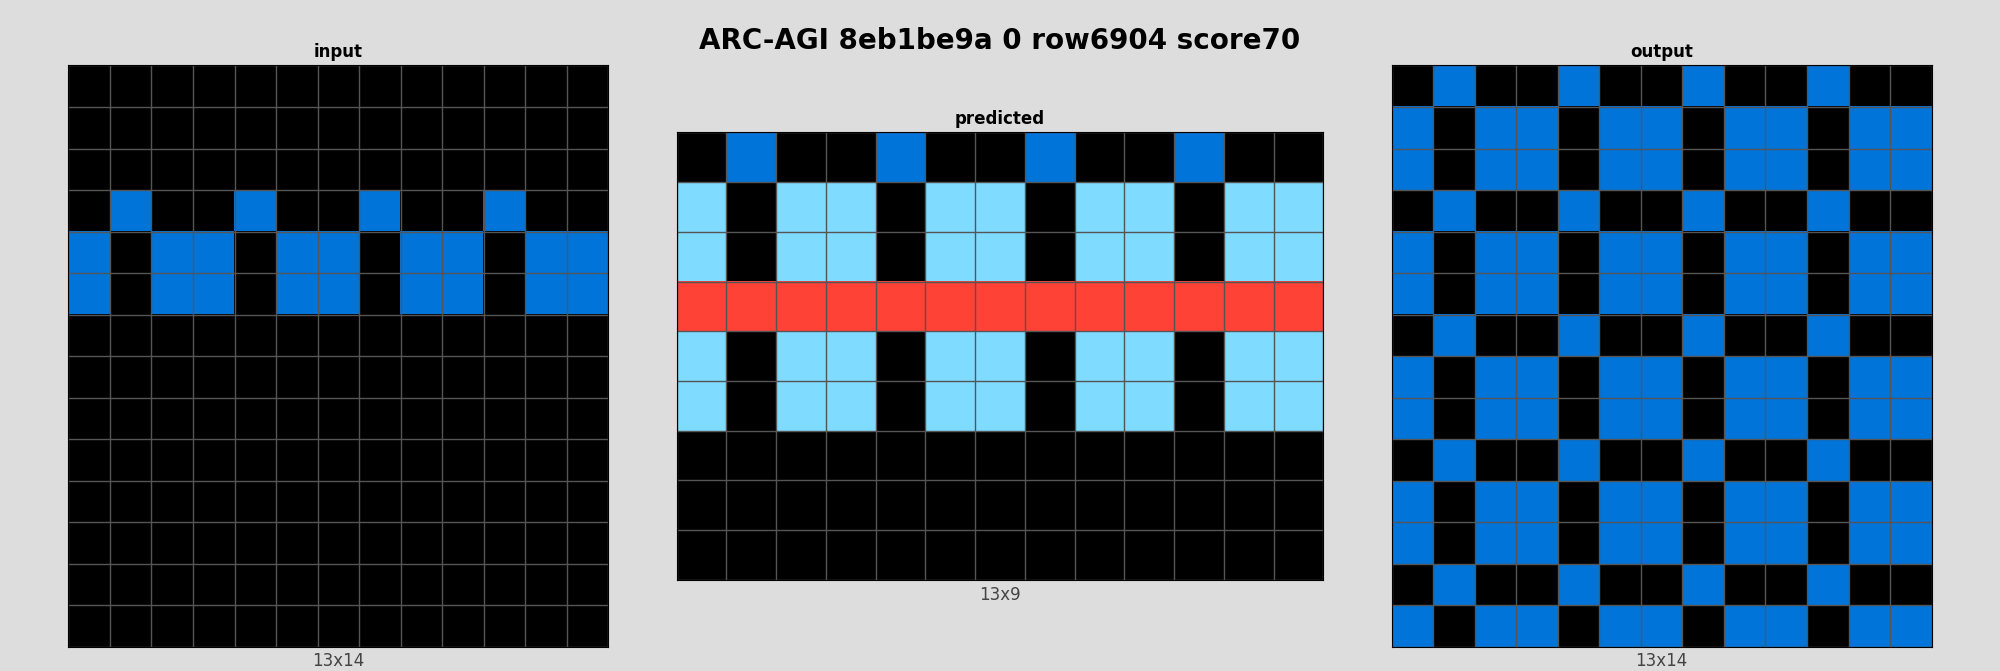 ARC-AGI 8eb1be9a 0 row6904 score70
input
predicted
output
13x14
13x9
13x14